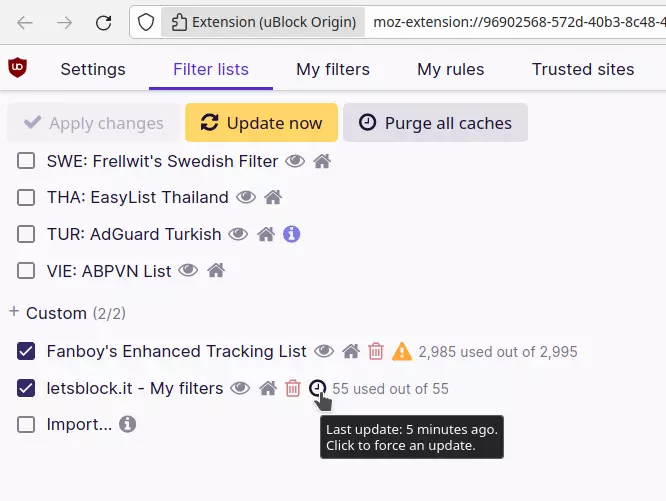 Extension (uBlock Origin) moz-extension://96902568-572d-40b3-8c48-4
uo Settings Filter lists My filters My rules Trusted sites
Apply changes Update now Purge all caches
SWE: Frellwit's Swedish Filter
THA: EasyList Thailand
TUR: AdGuard Turkish
VIE: ABPVN List
+ Custom (2/2)
Fanboy's Enhanced Tracking List 2,985 used out of 2,995
letsblock.it - My filters 55 used out of 55
Import...
Last update: 5 minutes ago.
Click to force an update.